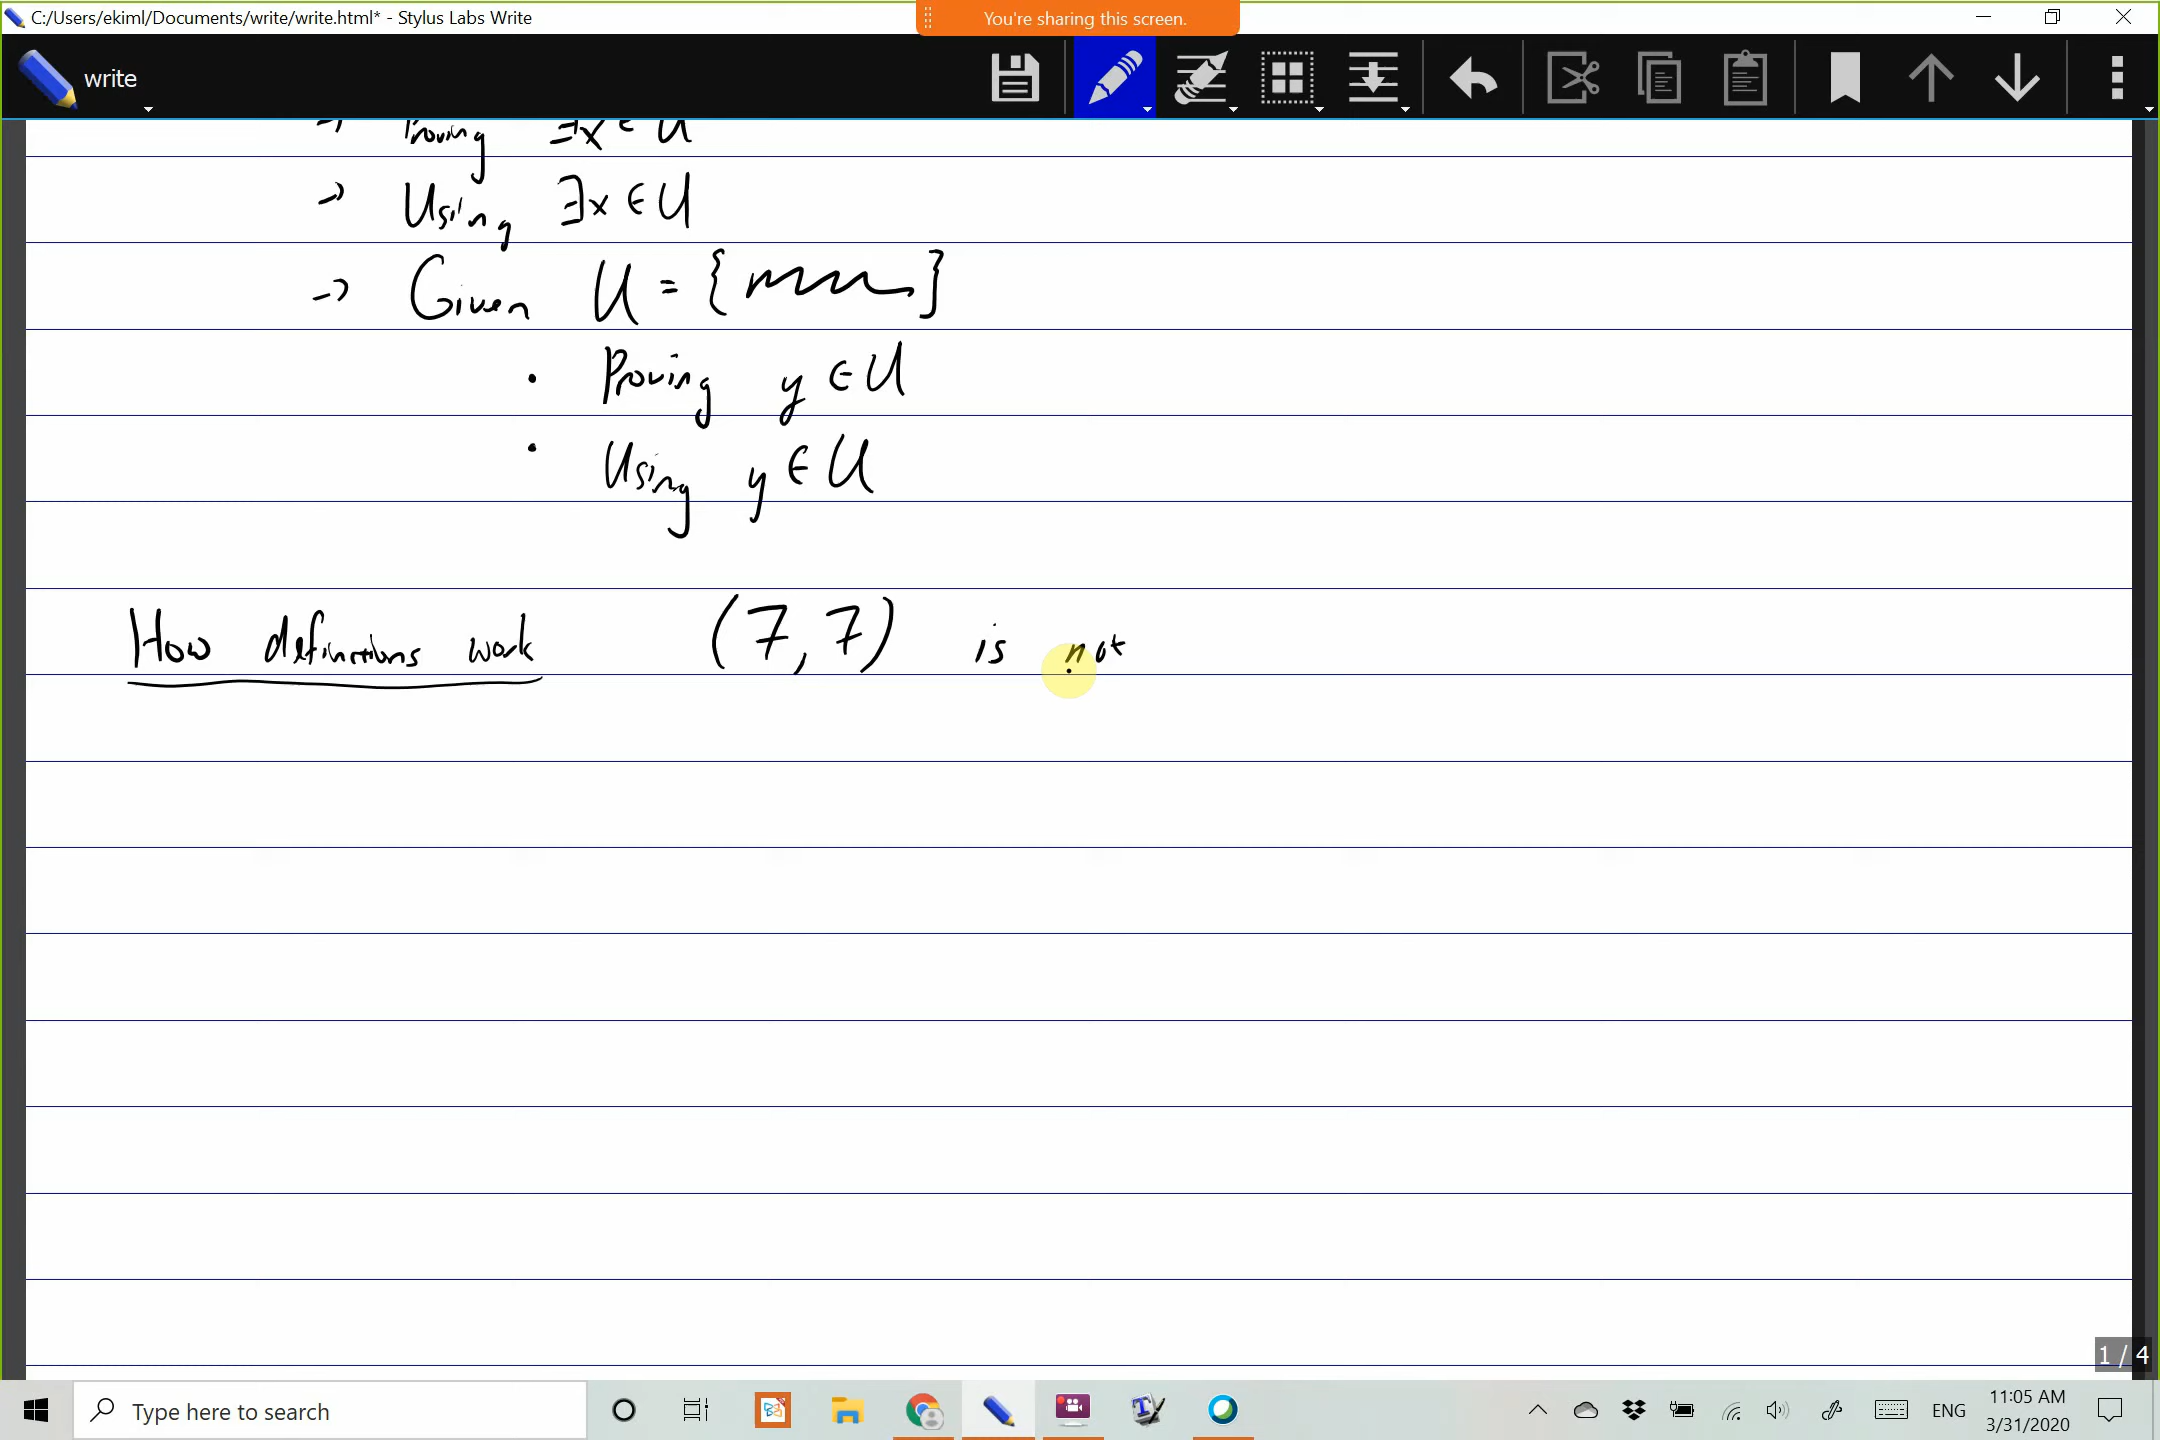 C:/Users/ekiml/Documents/write/write.html* - Stylus Labs Write
You're sharing this screen.
write
→ Proving ∃x ∈ U
→ Using ∃x ∈ U
→ Given U = { }
· Proving y ∈ U
· Using y ∈ U
How definitions work (7, 7) is not
1 / 4
Type here to search
ENG
11:05 AM
3/31/2020